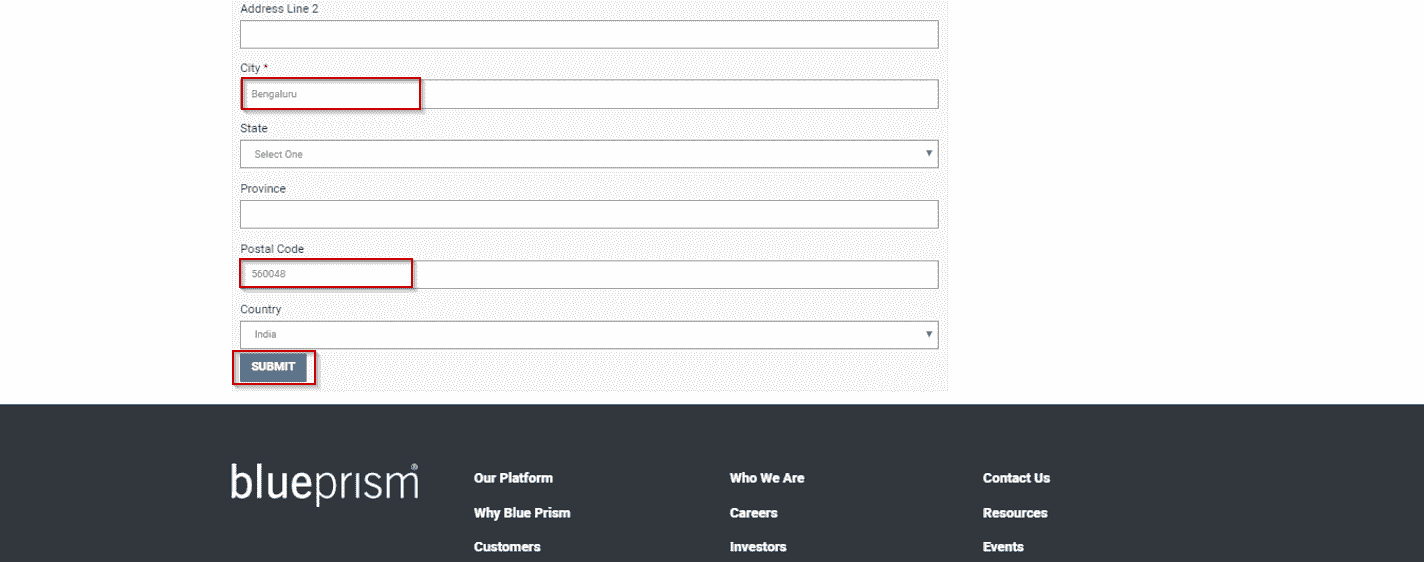 Address Line 2
City *
Bengaluru
State
Select One
Province
Postal Code
560048
Country
India
SUBMIT
blueprism®
Our Platform
Who We Are
Contact Us
Why Blue Prism
Careers
Resources
Customers
Investors
Events